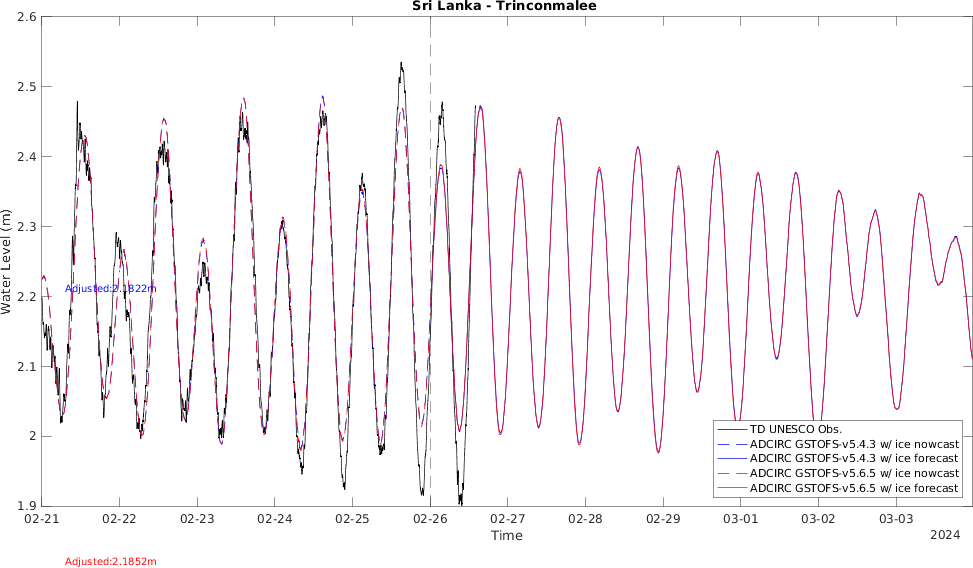 Sri Lanka - Trinconmalee
2.6
2.5
2.4
2.3
2.2
2.1
2
1.9
Water Level (m)
Adjusted:2.1822m
TD UNESCO Obs.
ADCIRC GSTOFS-v5.4.3 w/ ice nowcast
ADCIRC GSTOFS-v5.4.3 w/ ice forecast
ADCIRC GSTOFS-v5.6.5 w/ ice nowcast
ADCIRC GSTOFS-v5.6.5 w/ ice forecast
02-21 02-22 02-23 02-24 02-25 02-26 02-27 02-28 02-29 03-01 03-02 03-03
Time
2024
Adjusted:2.1852m